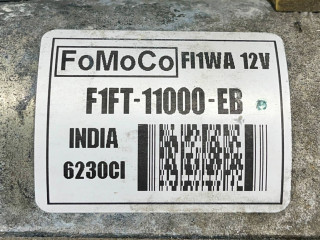 FoMoCo FI1WA 12V
F1FT-11000-EB
INDIA
6230CI